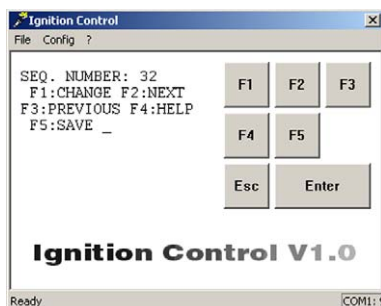 Ignition Control
File Config ?
SEQ. NUMBER: 32
F1:CHANGE F2:NEXT
F3:PREVIOUS F4:HELP
F5:SAVE _
F1 F2 F3
F4 F5
Esc Enter
Ignition Control V1.0
Ready COM1: